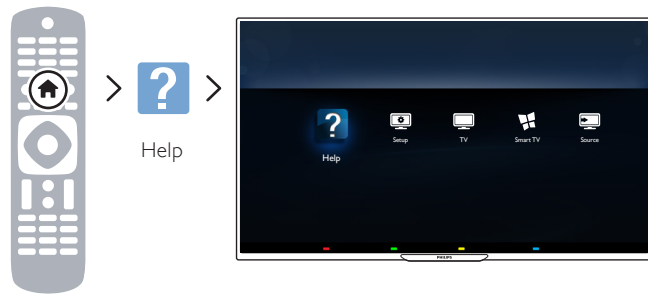 ?
Help
?
Help
Setup
TV
Smart TV
Source
PHILIPS